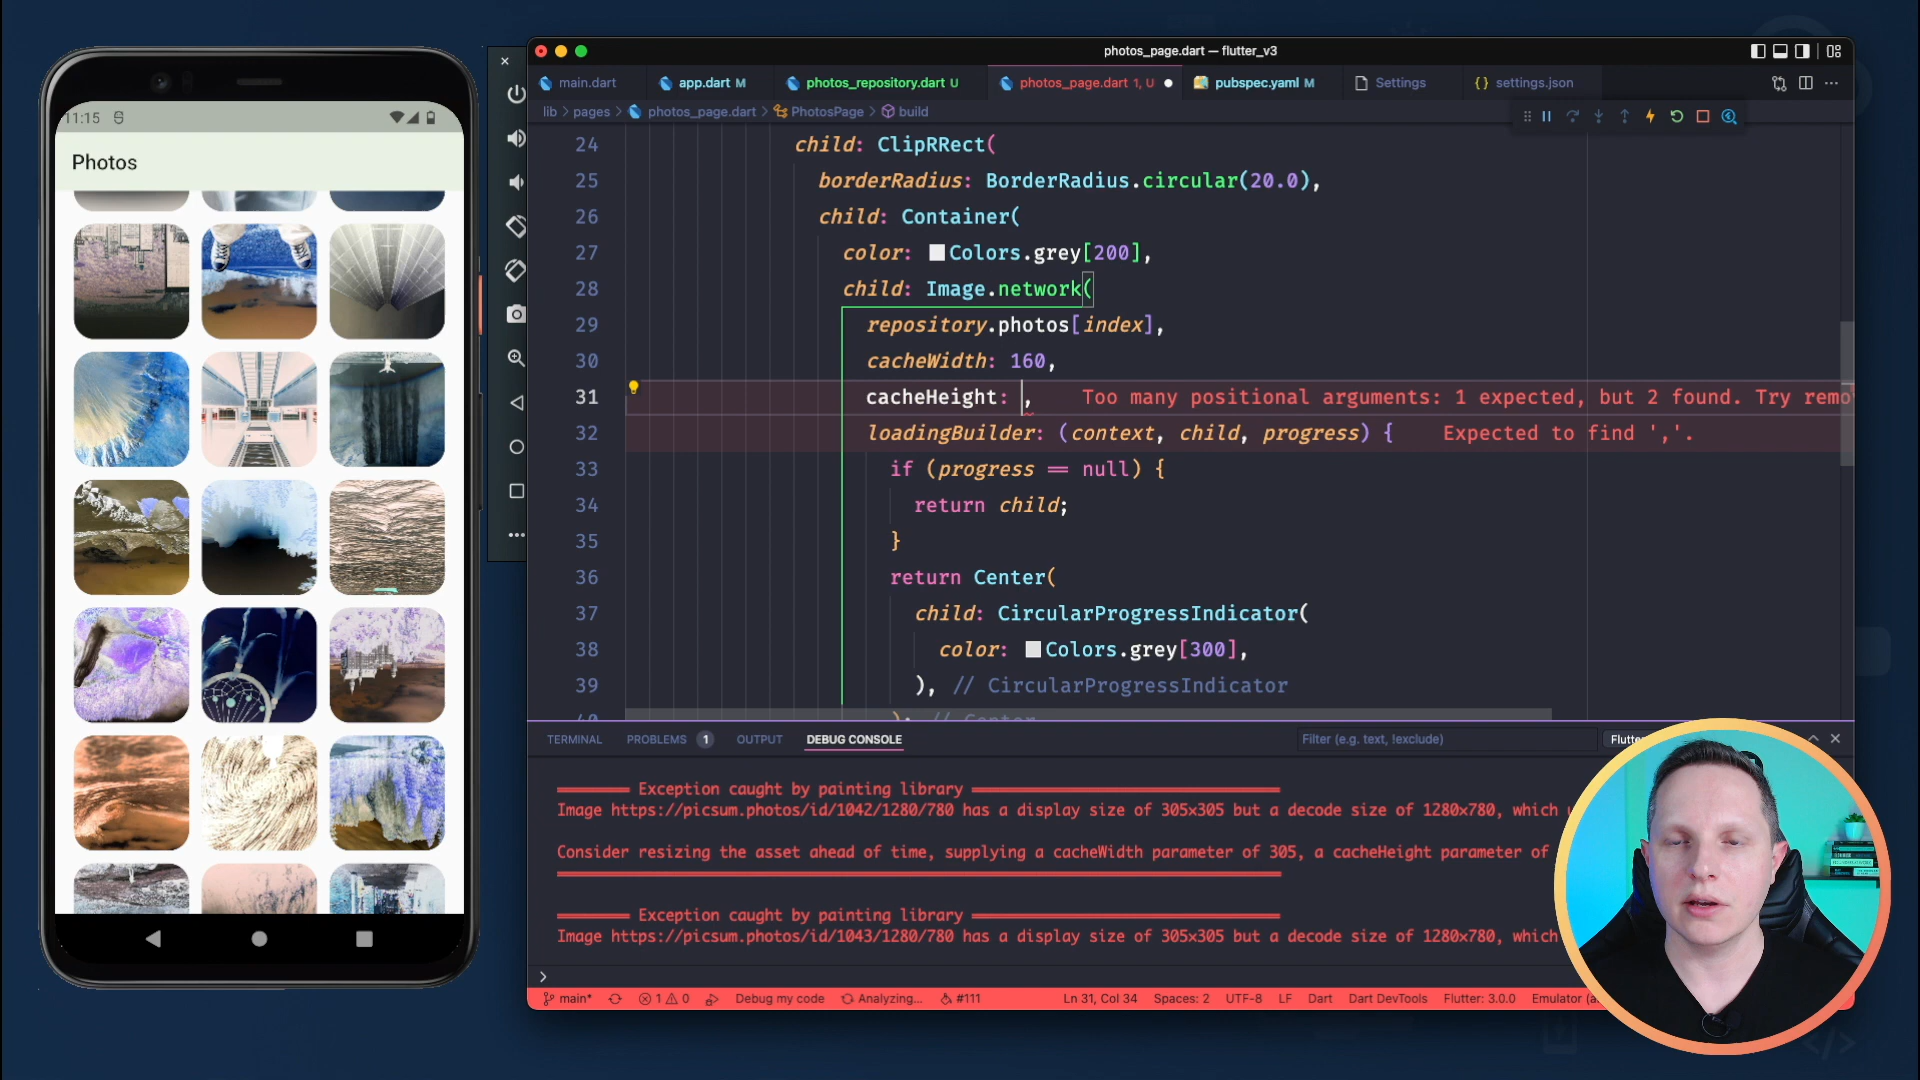 11:15
Photos
photos_page.dart — flutter_v3
main.dart
app.dart M
photos_repository.dart U
photos_page.dart 1, U
pubspec.yaml M
Settings
{} settings.json
lib > pages > photos_page.dart > PhotosPage > build
24 child: ClipRRect(
25 borderRadius: BorderRadius.circular(20.0),
26 child: Container(
27 color: Colors.grey[200],
28 child: Image.network(
29 repository.photos[index],
30 cacheWidth: 160,
31 cacheHeight: , Too many positional arguments: 1 expected, but 2 found. Try remo
32 loadingBuilder: (context, child, progress) { Expected to find ','.
33 if (progress == null) {
34 return child;
35 }
36 return Center(
37 child: CircularProgressIndicator(
38 color: Colors.grey[300],
39 ), // CircularProgressIndicator
40 ); // Center
TERMINAL
PROBLEMS 1
OUTPUT
DEBUG CONSOLE
Filter (e.g. text, !exclude)
Exception caught by painting library
Image https://picsum.photos/id/1042/1280/780 has a display size of 305×305 but a decode size of 1280×780, which
Consider resizing the asset ahead of time, supplying a cacheWidth parameter of 305, a cacheHeight parameter of
Exception caught by painting library
Image https://picsum.photos/id/1043/1280/780 has a display size of 305×305 but a decode size of 1280×780, which
>
main* 1 0 Debug my code Analyzing... #111 Ln 31, Col 34 Spaces: 2 UTF-8 LF Dart Dart DevTools Flutter: 3.0.0 Emulator